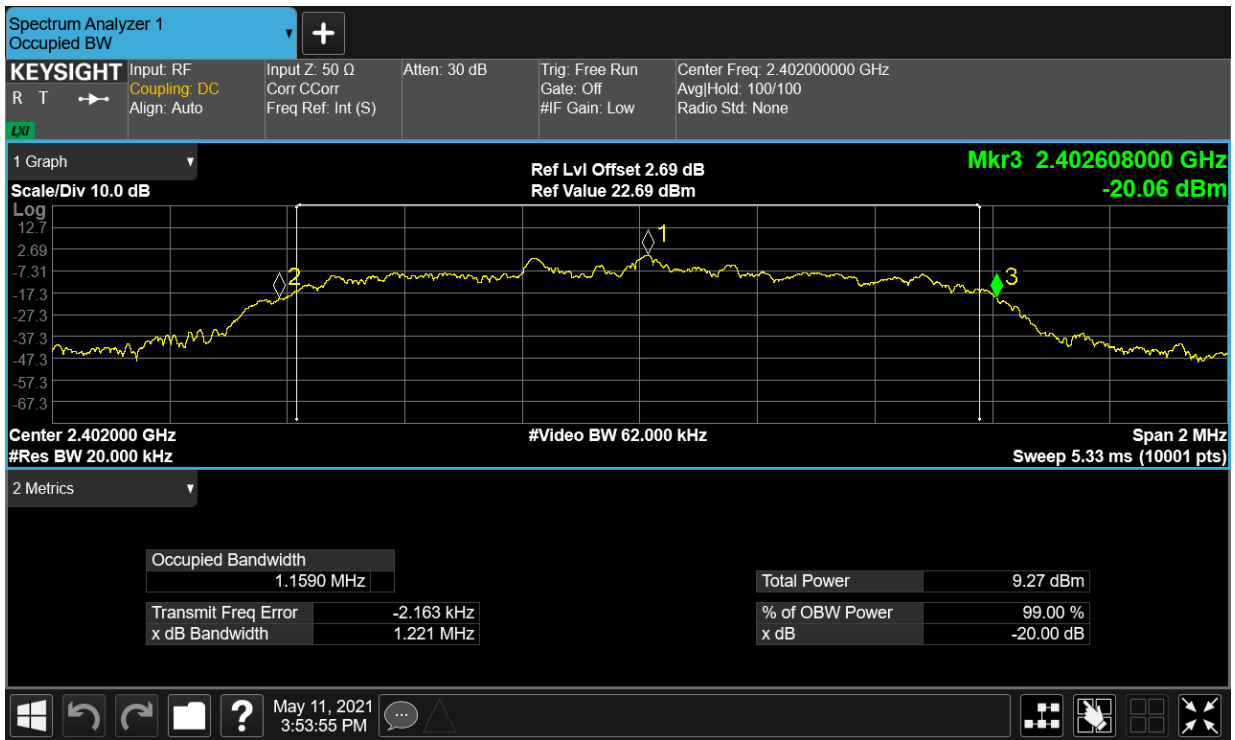 Spectrum Analyzer 1
Occupied BW
▼
+
KEYSIGHT
R T
LXI
Input: RF
Coupling: DC
Align: Auto
Input Z: 50 Ω
Corr CCorr
Freq Ref: Int (S)
Atten: 30 dB
Trig: Free Run
Gate: Off
#IF Gain: Low
Center Freq: 2.402000000 GHz
Avg|Hold: 100/100
Radio Std: None
1 Graph ▼
Scale/Div 10.0 dB
Ref Lvl Offset 2.69 dB
Ref Value 22.69 dBm
Mkr3 2.402608000 GHz
-20.06 dBm
Log
12.7
2.69
-7.31
-17.3
-27.3
-37.3
-47.3
-57.3
-67.3
1
2
3
Center 2.402000 GHz
#Res BW 20.000 kHz
#Video BW 62.000 kHz
Span 2 MHz
Sweep 5.33 ms (10001 pts)
2 Metrics ▼
Occupied Bandwidth
1.1590 MHz
Transmit Freq Error -2.163 kHz
x dB Bandwidth 1.221 MHz
Total Power 9.27 dBm
% of OBW Power 99.00 %
x dB -20.00 dB
?
May 11, 2021
3:53:55 PM